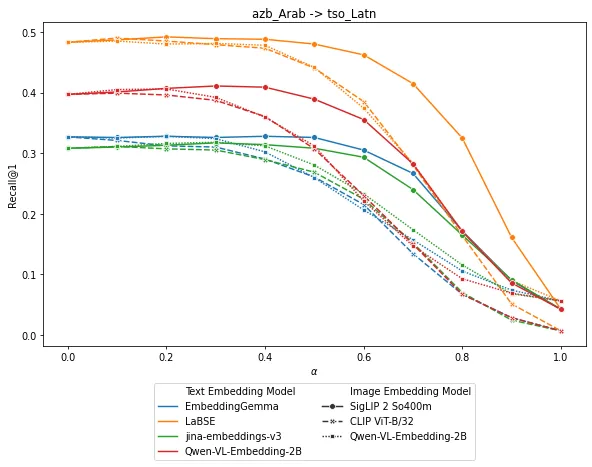 azb_Arab -> tso_Latn
Recall@1
0.5
0.4
0.3
0.2
0.1
0.0
0.0 0.2 0.4 0.6 0.8 1.0
α
Text Embedding Model Image Embedding Model
EmbeddingGemma SigLIP 2 So400m
LaBSE CLIP ViT-B/32
jina-embeddings-v3 Qwen-VL-Embedding-2B
Qwen-VL-Embedding-2B